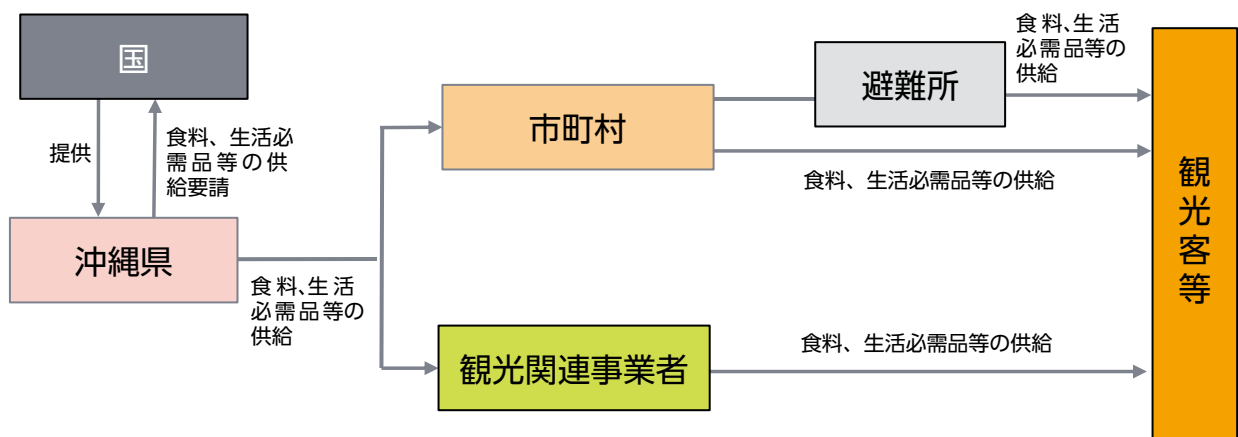 国
提供
食料、生活必
需品等の供
給要請
沖縄県
食料、生活
必需品等の
供給
市町村
避難所
食料、生活
必需品等の
供給
食料、生活必需品等の供給
観光関連事業者
食料、生活必需品等の供給
観光客等